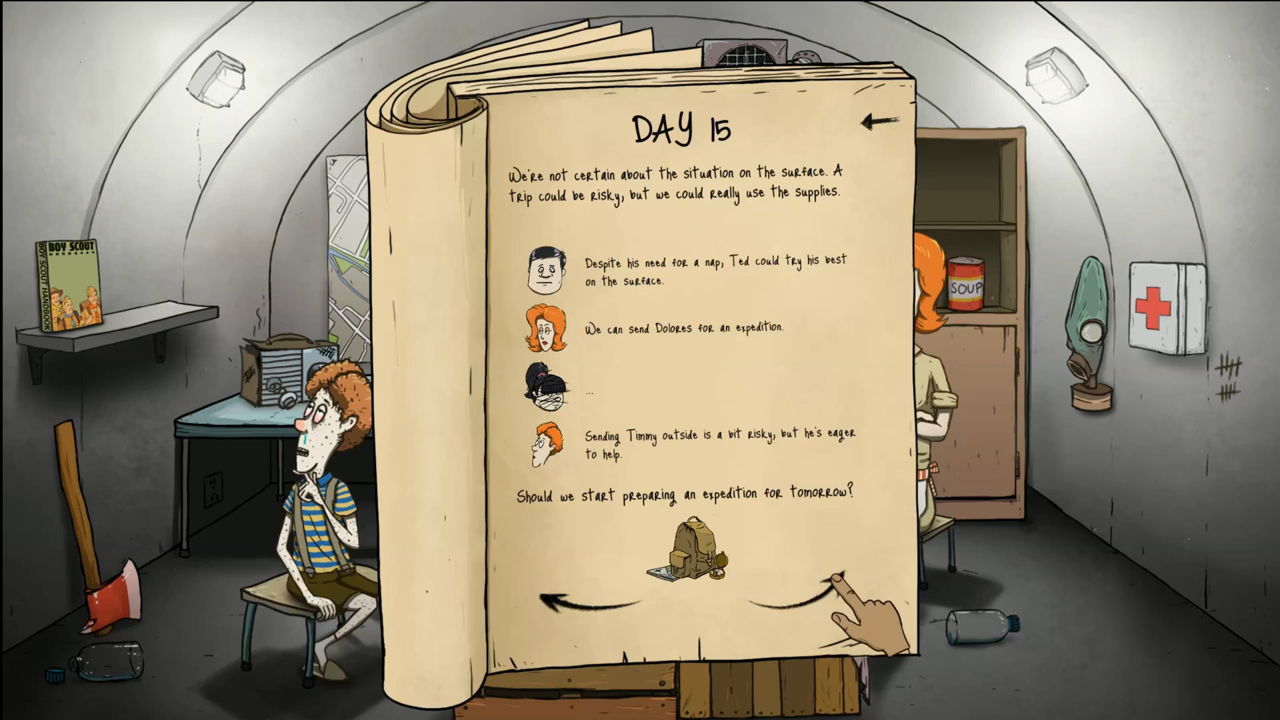 DAY 15
We're not certain about the situation on the surface. A
trip could be risky, but we could really use the supplies.
Despite his need for a nap, Ted could try his best
on the surface.
We can send Dolores for an expedition.
...
Sending Timmy outside is a bit risky, but he's eager
to help.
Should we start preparing an expedition for tomorrow?
BOY SCOUT
BOY SCOUT HANDBOOK
SOUP